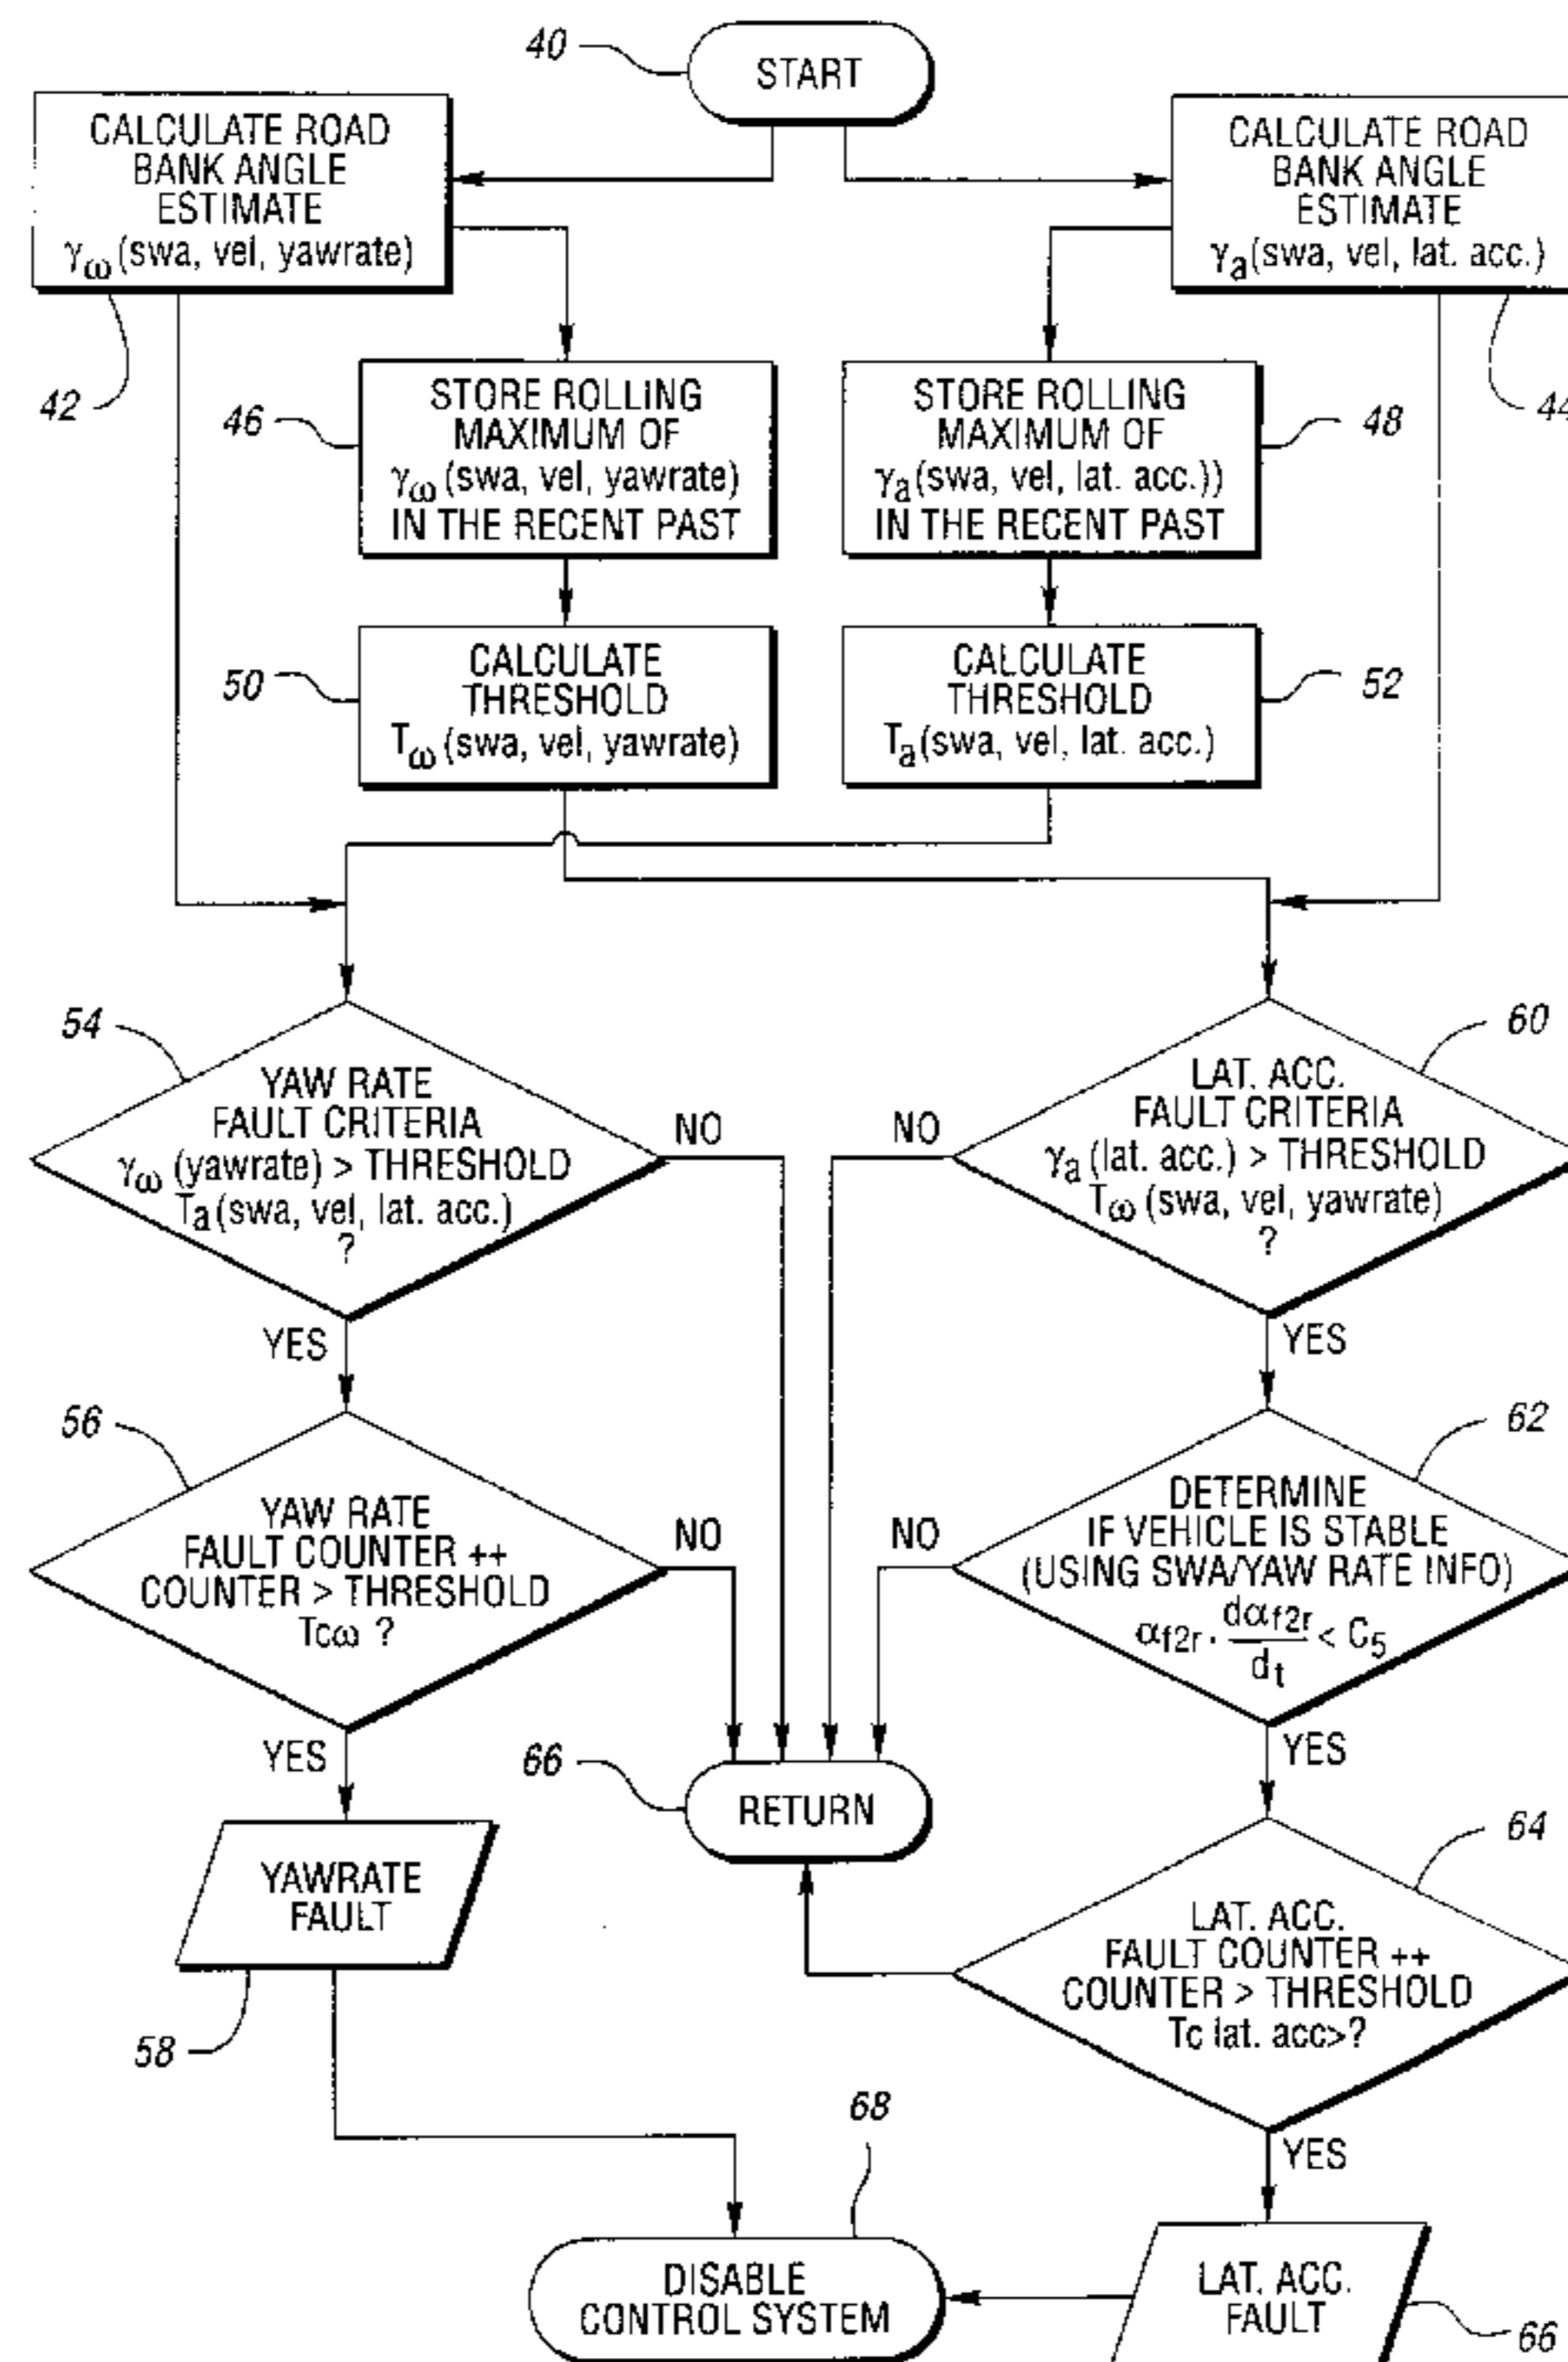 40
START
CALCULATE ROAD
BANK ANGLE
ESTIMATE
γω (swa, vel, yawrate)
42
CALCULATE ROAD
BANK ANGLE
ESTIMATE
γa (swa, vel, lat. acc.)
44
46
STORE ROLLING
MAXIMUM OF
γω (swa, vel, yawrate)
IN THE RECENT PAST
STORE ROLLING
MAXIMUM OF
γa (swa, vel, lat. acc.))
IN THE RECENT PAST
48
50
CALCULATE
THRESHOLD
Tω (swa, vel, yawrate)
CALCULATE
THRESHOLD
Ta (swa, vel, lat. acc.)
52
54
YAW RATE
FAULT CRITERIA
γω (yawrate) > THRESHOLD
Ta (swa, vel, lat. acc.)
?
NO
YES
60
LAT. ACC.
FAULT CRITERIA
γa (lat. acc.) > THRESHOLD
Tω (swa, vel, yawrate)
?
NO
YES
56
YAW RATE
FAULT COUNTER ++
COUNTER > THRESHOLD
Tcω ?
NO
YES
62
DETERMINE
IF VEHICLE IS STABLE
(USING SWA/YAW RATE INFO)
αf2r · dαf2r/dt < C5
NO
YES
66
RETURN
YAWRATE
FAULT
58
64
LAT. ACC.
FAULT COUNTER ++
COUNTER > THRESHOLD
Tc lat. acc>?
YES
68
DISABLE
CONTROL SYSTEM
LAT. ACC.
FAULT
66